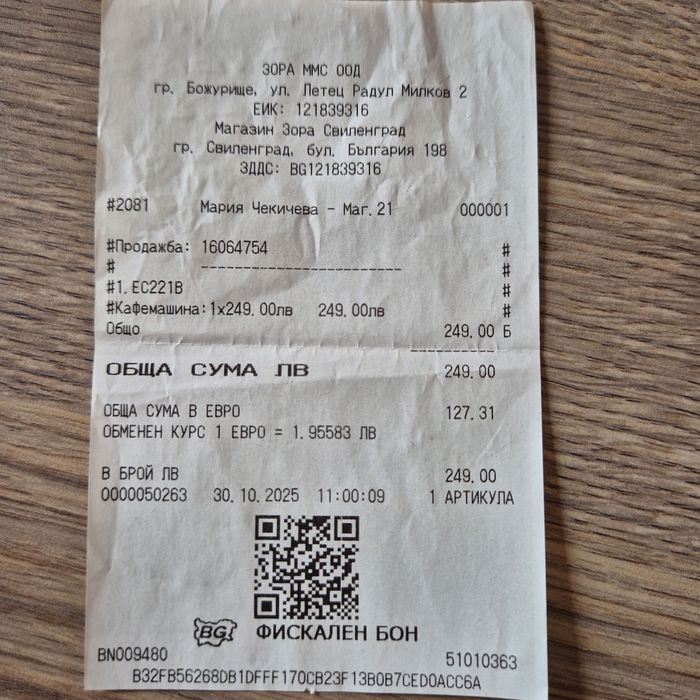 ЗОРА ММС ООД
гр. Божурище, ул. Летец Радул Милков 2
ЕИК: 121839316
Магазин Зора Свиленград
гр. Свиленград, бул. България 198
ЗДДС: BG121839316
#2081 Мария Чекичева - Маг.21 000001
#Продажба: 16064754 #
# -------------------------- #
#1. EC221B #
#Кафемашина:1x249.00лв 249.00лв #
Общо 249.00 Б
ОБЩА СУМА ЛВ 249.00
ОБЩА СУМА В ЕВРО 127.31
ОБМЕНЕН КУРС 1 ЕВРО = 1.95583 ЛВ
В БРОЙ ЛВ 249.00
0000050263 30.10.2025 11:00:09 1 АРТИКУЛА
BG ФИСКАЛЕН БОН
BN009480 51010363
B32FB56268DB1DFFF170CB23F13B0B7CED0ACC6A